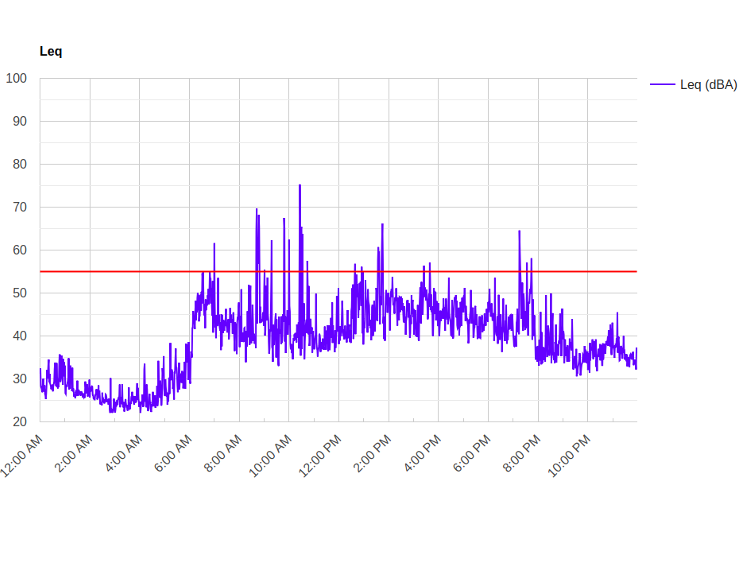 Leq
Leq (dBA)
100
90
80
70
60
50
40
30
20
12:00 AM
2:00 AM
4:00 AM
6:00 AM
8:00 AM
10:00 AM
12:00 PM
2:00 PM
4:00 PM
6:00 PM
8:00 PM
10:00 PM